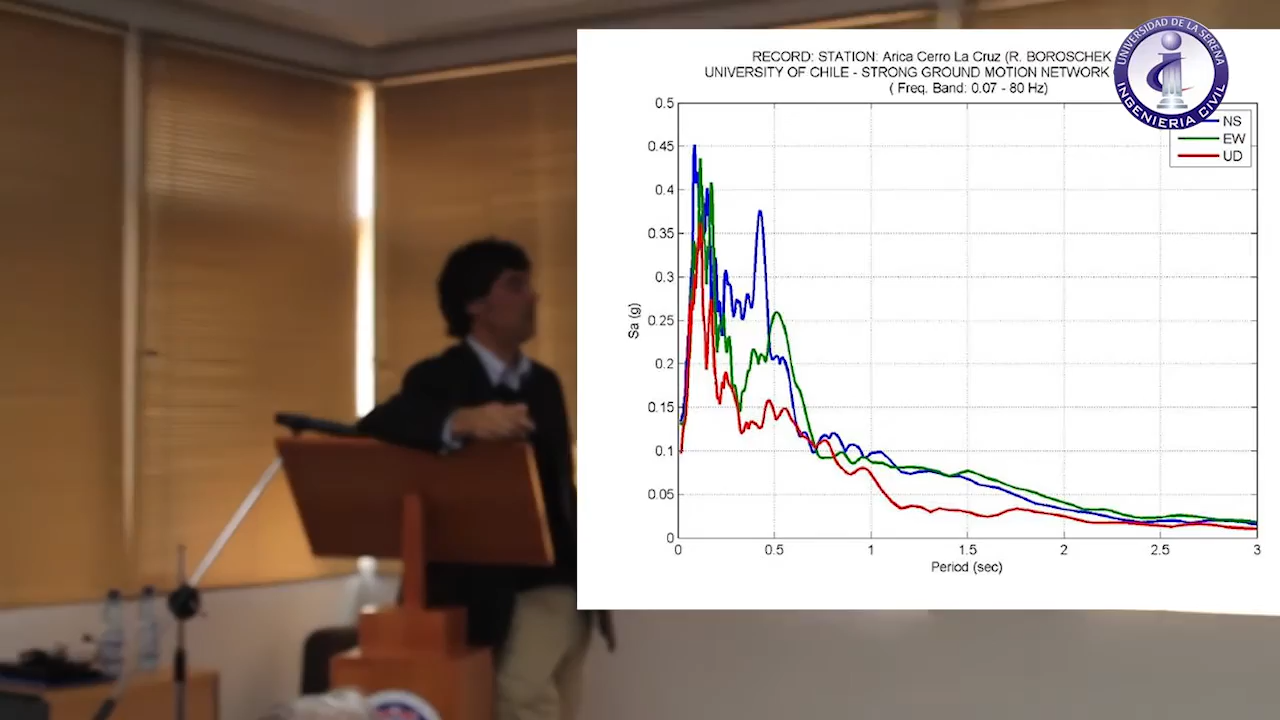 RECORD: STATION: Arica Cerro La Cruz (R. BOROSCHEK
UNIVERSITY OF CHILE - STRONG GROUND MOTION NETWORK
( Freq. Band: 0.07 - 80 Hz)
UNIVERSIDAD DE LA SERENA
INGENIERIA CIVIL
NS
EW
UD
0.5
0.45
0.4
0.35
0.3
0.25
0.2
0.15
0.1
0.05
0
Sa (g)
0 0.5 1 1.5 2 2.5 3
Period (sec)